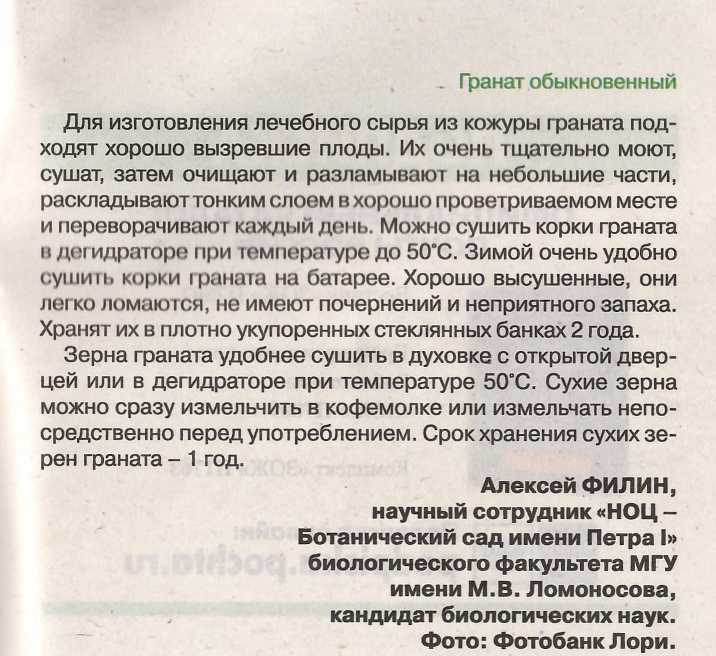 Гранат обыкновенный
Для изготовления лечебного сырья из кожуры граната под-
ходят хорошо вызревшие плоды. Их очень тщательно моют,
сушат, затем очищают и разламывают на небольшие части,
раскладывают тонким слоем в хорошо проветриваемом месте
и переворачивают каждый день. Можно сушить корки граната
в дегидраторе при температуре до 50°С. Зимой очень удобно
сушить корки граната на батарее. Хорошо высушенные, они
легко ломаются, не имеют почернений и неприятного запаха.
Хранят их в плотно укупоренных стеклянных банках 2 года.
Зерна граната удобнее сушить в духовке с открытой двер-
цей или в дегидраторе при температуре 50°С. Сухие зерна
можно сразу измельчить в кофемолке или измельчать непо-
средственно перед употреблением. Срок хранения сухих зе-
рен граната – 1 год.
Алексей ФИЛИН,
научный сотрудник «НОЦ –
Ботанический сад имени Петра I»
биологического факультета МГУ
имени М.В. Ломоносова,
кандидат биологических наук.
Фото: Фотобанк Лори.